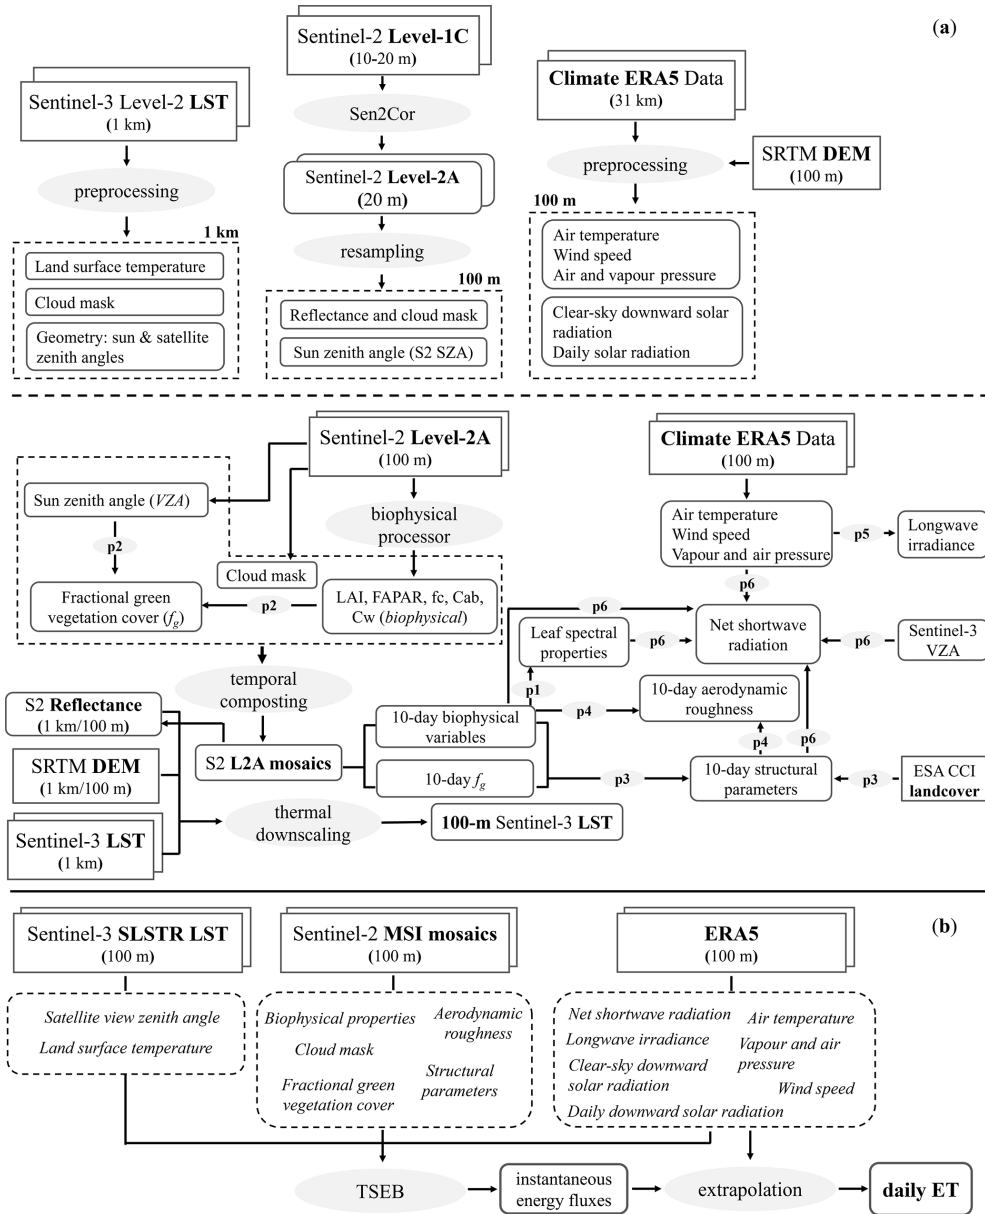 (a)
Sentinel-3 Level-2 LST
(1 km)
preprocessing
1 km
Land surface temperature
Cloud mask
Geometry: sun & satellite
zenith angles
Sentinel-2 Level-1C
(10-20 m)
Sen2Cor
Sentinel-2 Level-2A
(20 m)
resampling
100 m
Reflectance and cloud mask
Sun zenith angle (S2 SZA)
Climate ERA5 Data
(31 km)
preprocessing
SRTM DEM
(100 m)
100 m
Air temperature
Wind speed
Air and vapour pressure
Clear-sky downward solar
radiation
Daily solar radiation
Sentinel-2 Level-2A
(100 m)
Sun zenith angle (VZA)
p2
Fractional green
vegetation cover (fg)
p2
Cloud mask
biophysical
processor
LAI, FAPAR, fc, Cab,
Cw (biophysical)
temporal
composting
S2 Reflectance
(1 km/100 m)
SRTM DEM
(1 km/100 m)
Sentinel-3 LST
(1 km)
S2 L2A mosaics
thermal
downscaling
100-m Sentinel-3 LST
10-day biophysical
variables
10-day fg
Climate ERA5 Data
(100 m)
Air temperature
Wind speed
Vapour and air pressure
p5
Longwave
irradiance
p6
p6
Leaf spectral
properties
p6
Net shortwave
radiation
p6
Sentinel-3
VZA
p1
p4
10-day aerodynamic
roughness
p4
p6
p3
10-day structural
parameters
p3
ESA CCI
landcover
(b)
Sentinel-3 SLSTR LST
(100 m)
Satellite view zenith angle
Land surface temperature
Sentinel-2 MSI mosaics
(100 m)
Biophysical properties
Aerodynamic
roughness
Cloud mask
Structural
parameters
Fractional green
vegetation cover
ERA5
(100 m)
Net shortwave radiation
Air temperature
Longwave irradiance
Vapour and air
pressure
Clear-sky downward
solar radiation
Wind speed
Daily downward solar radiation
TSEB
instantaneous
energy fluxes
extrapolation
daily ET